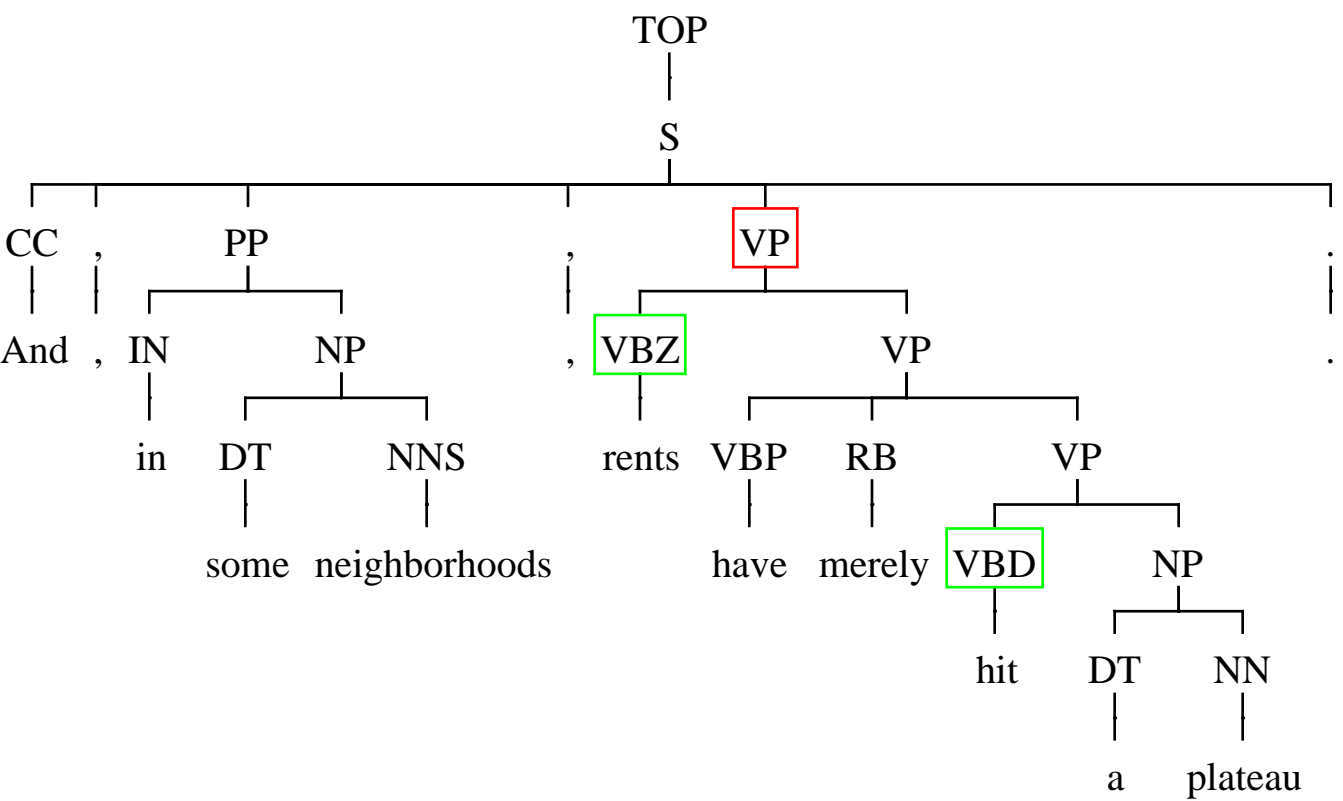 TOP
S
CC , PP , VP .
And , IN NP , VBZ VP .
in DT NNS rents VBP RB VP
some neighborhoods have merely VBD NP
hit DT NN
a plateau